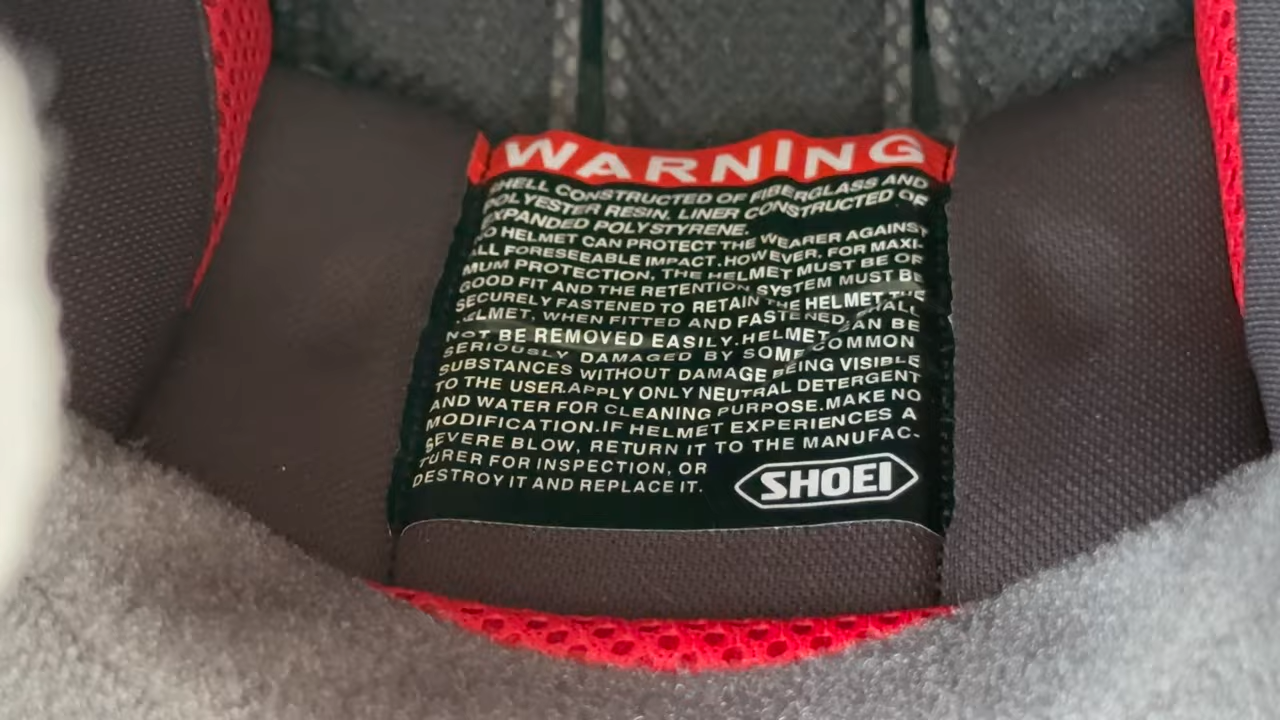 WARNING
SHELL CONSTRUCTED OF FIBERGLASS AND
POLYESTER RESIN. LINER CONSTRUCTED OF
EXPANDED POLYSTYRENE.
NO HELMET CAN PROTECT THE WEARER AGAINST
ALL FORESEEABLE IMPACT.HOWEVER, FOR MAXI-
MUM PROTECTION, THE HELMET MUST BE OF
GOOD FIT AND THE RETENTION SYSTEM MUST BE
SECURELY FASTENED TO RETAIN THE HELMET.THE
HELMET, WHEN FITTED AND FASTENED, SHALL
NOT BE REMOVED EASILY.HELMET CAN BE
SERIOUSLY DAMAGED BY SOME COMMON
SUBSTANCES WITHOUT DAMAGE BEING VISIBLE
TO THE USER.APPLY ONLY NEUTRAL DETERGENT
AND WATER FOR CLEANING PURPOSE.MAKE NO
MODIFICATION.IF HELMET EXPERIENCES A
SEVERE BLOW, RETURN IT TO THE MANUFAC-
TURER FOR INSPECTION, OR
DESTROY IT AND REPLACE IT.
SHOEI